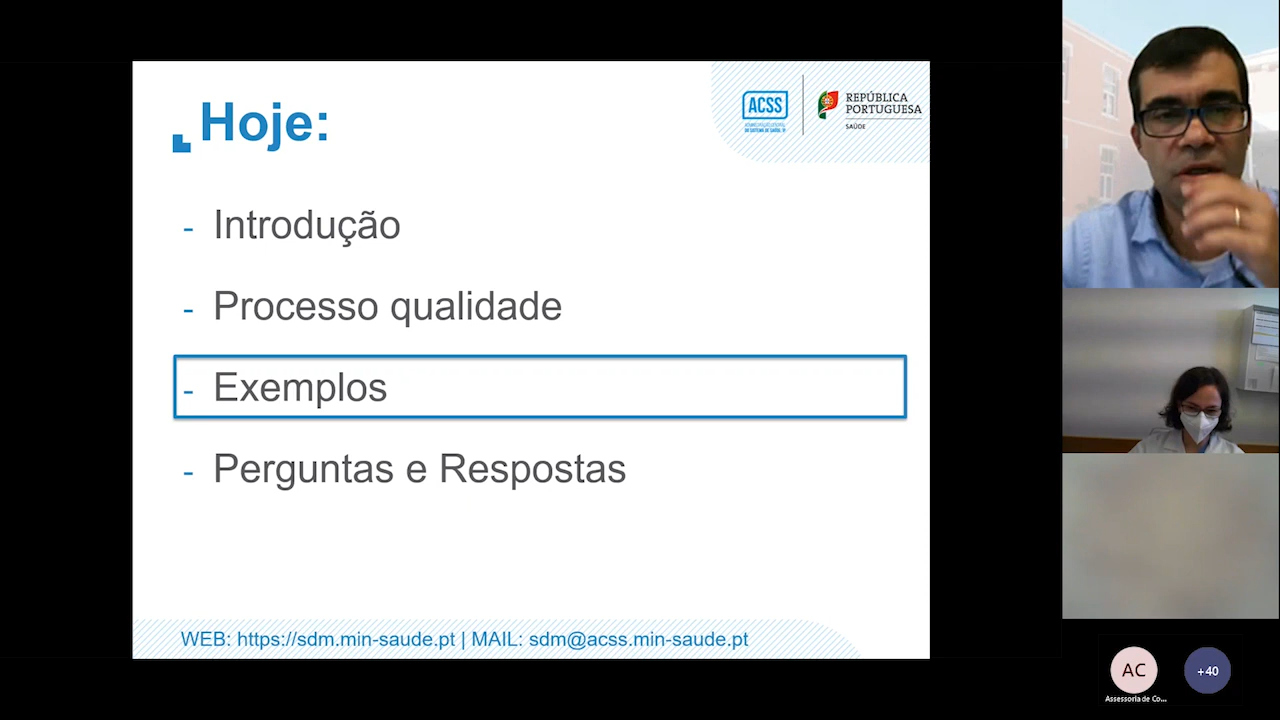 Hoje:
ACSS
REPÚBLICA
PORTUGUESA
SAÚDE
- Introdução
- Processo qualidade
- Exemplos
- Perguntas e Respostas
WEB: https://sdm.min-saude.pt | MAIL: sdm@acss.min-saude.pt
AC
+40
Assessoria de Co...